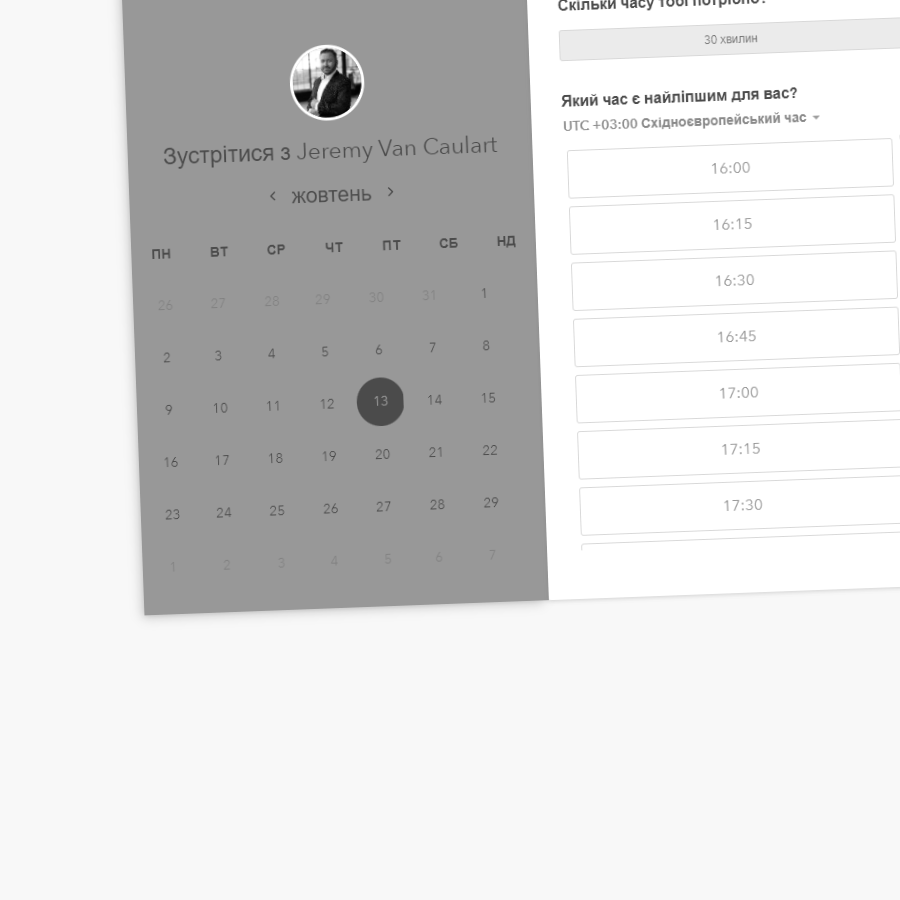 Зустрітися з Jeremy Van Caulart
‹ жовтень ›
ПН ВТ СР ЧТ ПТ СБ НД
26 27 28 29 30 31 1
2 3 4 5 6 7 8
9 10 11 12 13 14 15
16 17 18 19 20 21 22
23 24 25 26 27 28 29
1 2 3 4 5 6 7
Скільки часу тобі потрібно?
30 хвилин
Який час є найліпшим для вас?
UTC +03:00 Східноєвропейський час
16:00
16:15
16:30
16:45
17:00
17:15
17:30